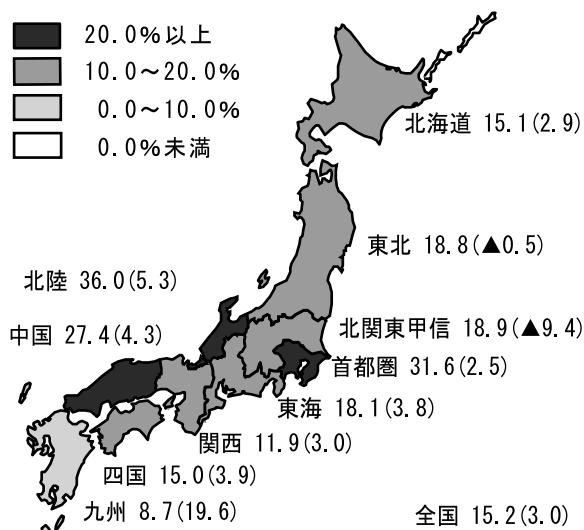 20.0%以上
10.0～20.0%
0.0～10.0%
0.0%未満
北海道 15.1(2.9)
東北 18.8(▲0.5)
北陸 36.0(5.3)
中国 27.4(4.3)
北関東甲信 18.9(▲9.4)
首都圏 31.6(2.5)
東海 18.1(3.8)
関西 11.9(3.0)
四国 15.0(3.9)
九州 8.7(19.6)
全国 15.2(3.0)